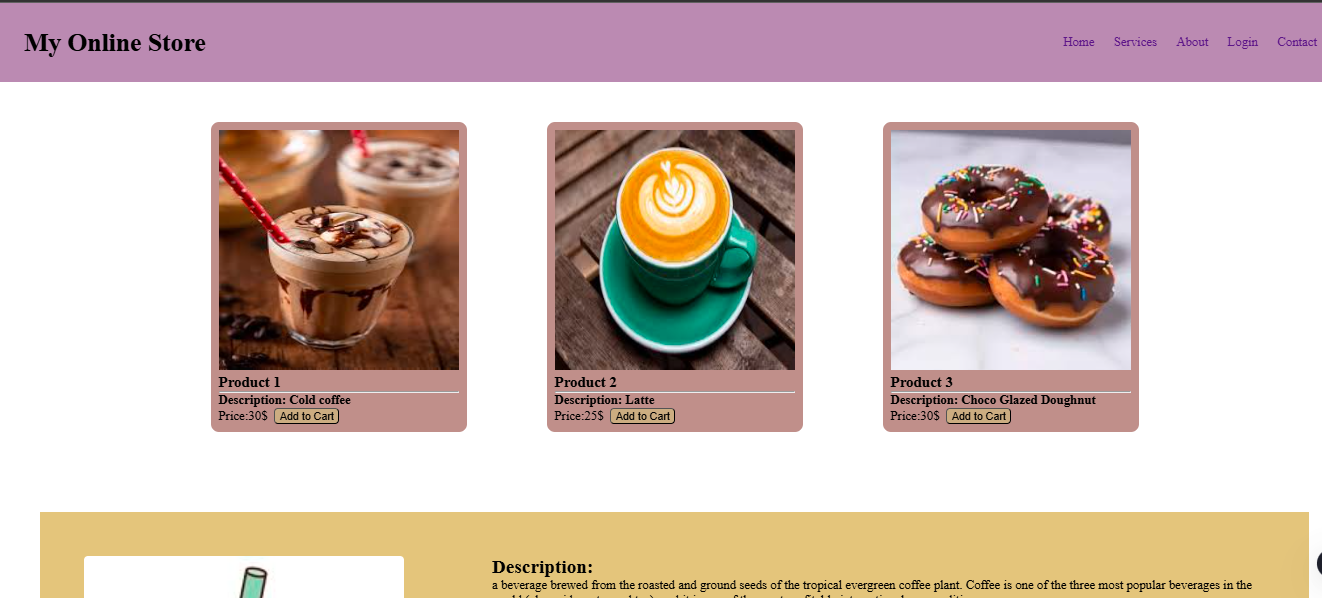 My Online Store
Home Services About Login Contact
Product 1
Description: Cold coffee
Price:30$ Add to Cart
Product 2
Description: Latte
Price:25$ Add to Cart
Product 3
Description: Choco Glazed Doughnut
Price:30$ Add to Cart
Description:
a beverage brewed from the roasted and ground seeds of the tropical evergreen coffee plant. Coffee is one of the three most popular beverages in the